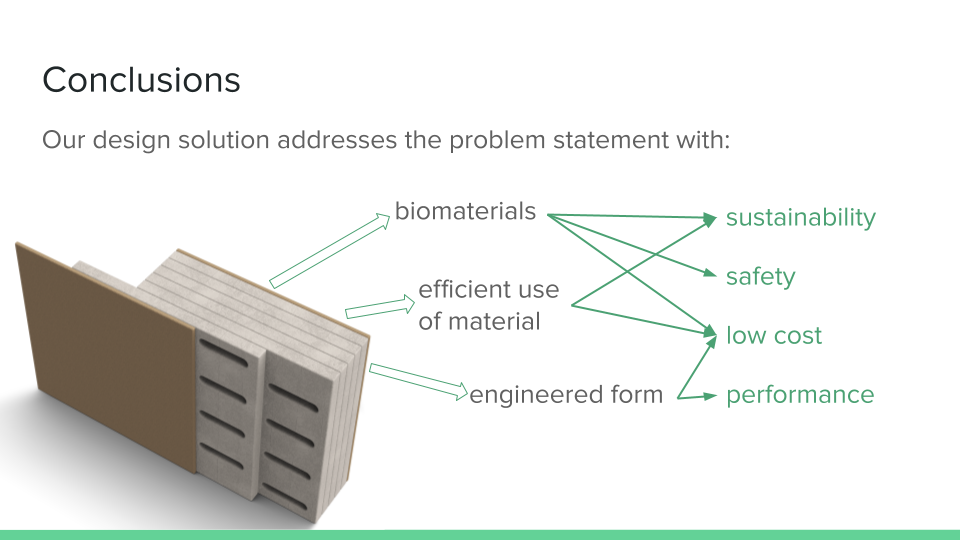 Conclusions
Our design solution addresses the problem statement with:
biomaterials
efficient use
of material
engineered form
sustainability
safety
low cost
performance